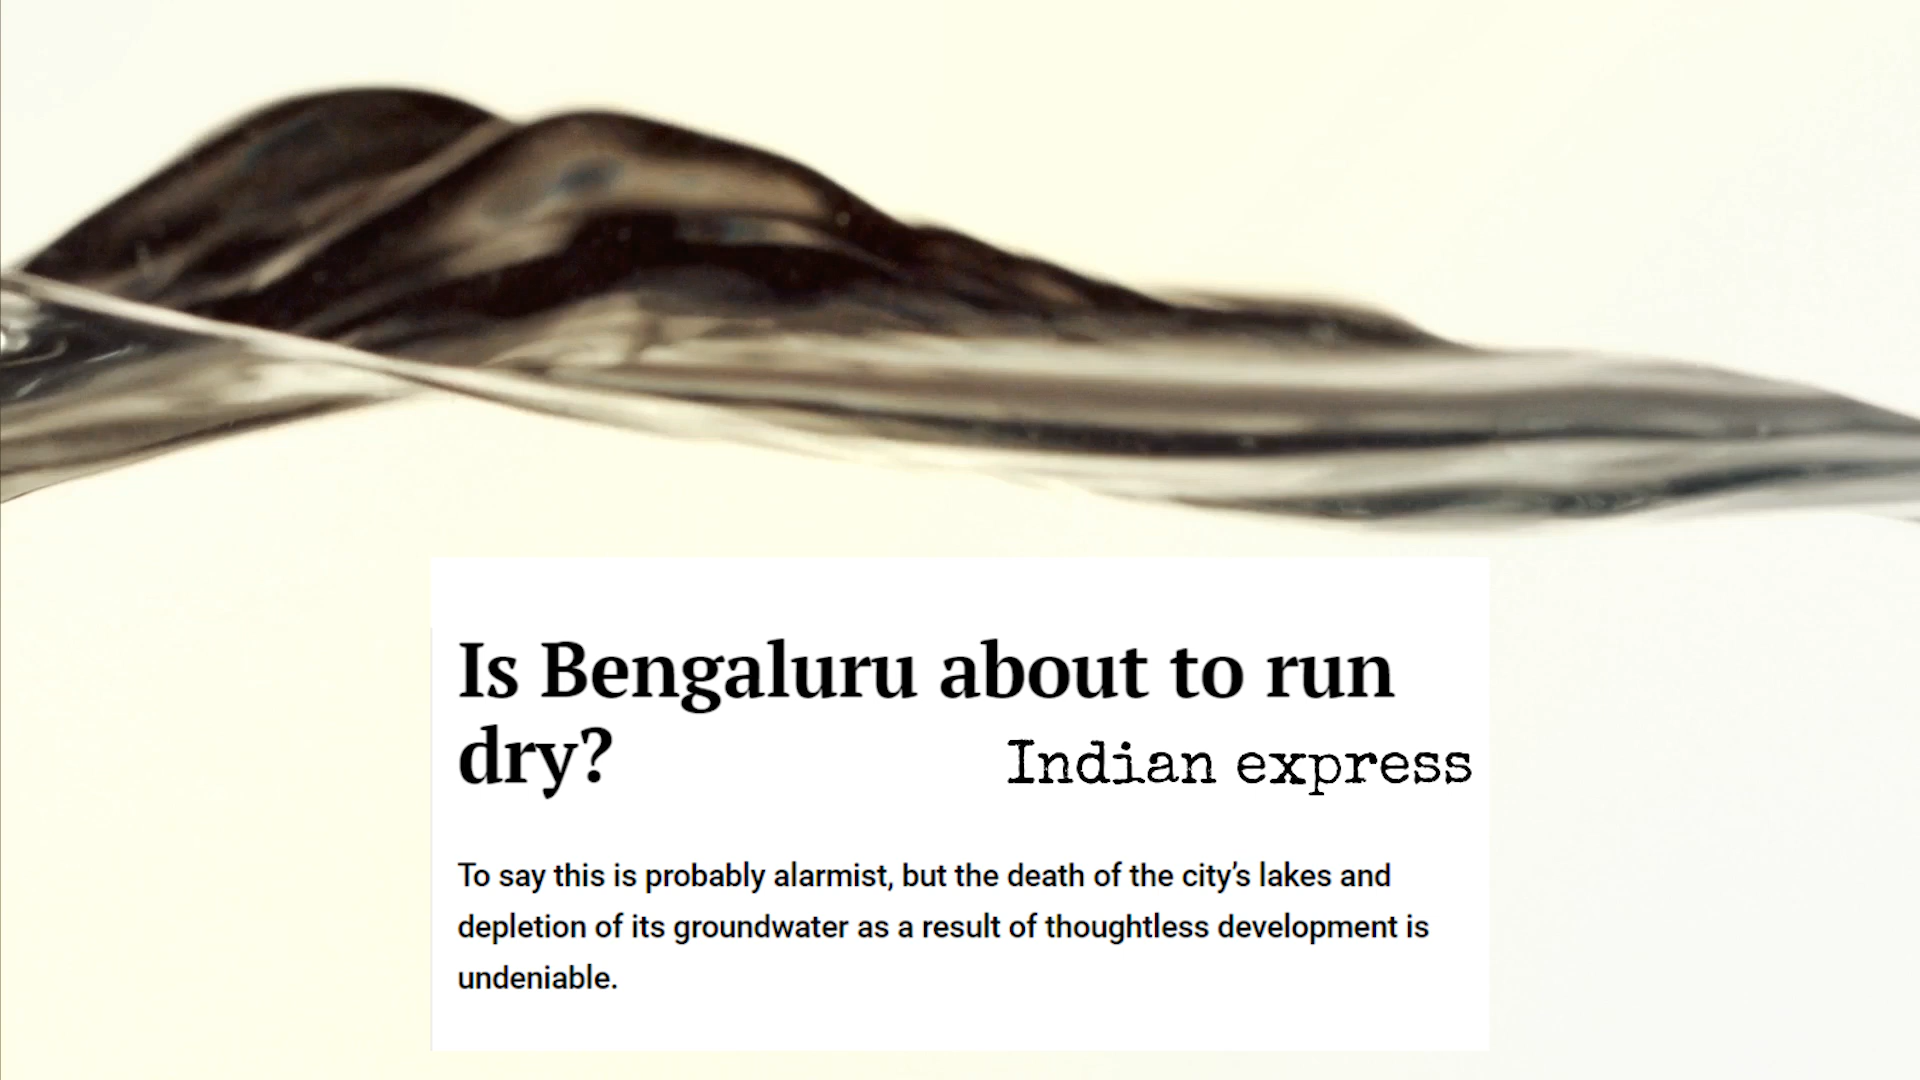 Is Bengaluru about to run
dry?
Indian express
To say this is probably alarmist, but the death of the city’s lakes and
depletion of its groundwater as a result of thoughtless development is
undeniable.